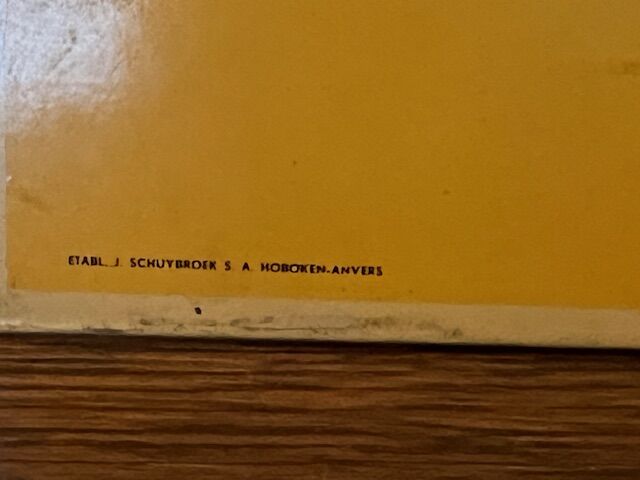 ETABL. J. SCHUYBROEK S. A. HOBOKEN-ANVERS